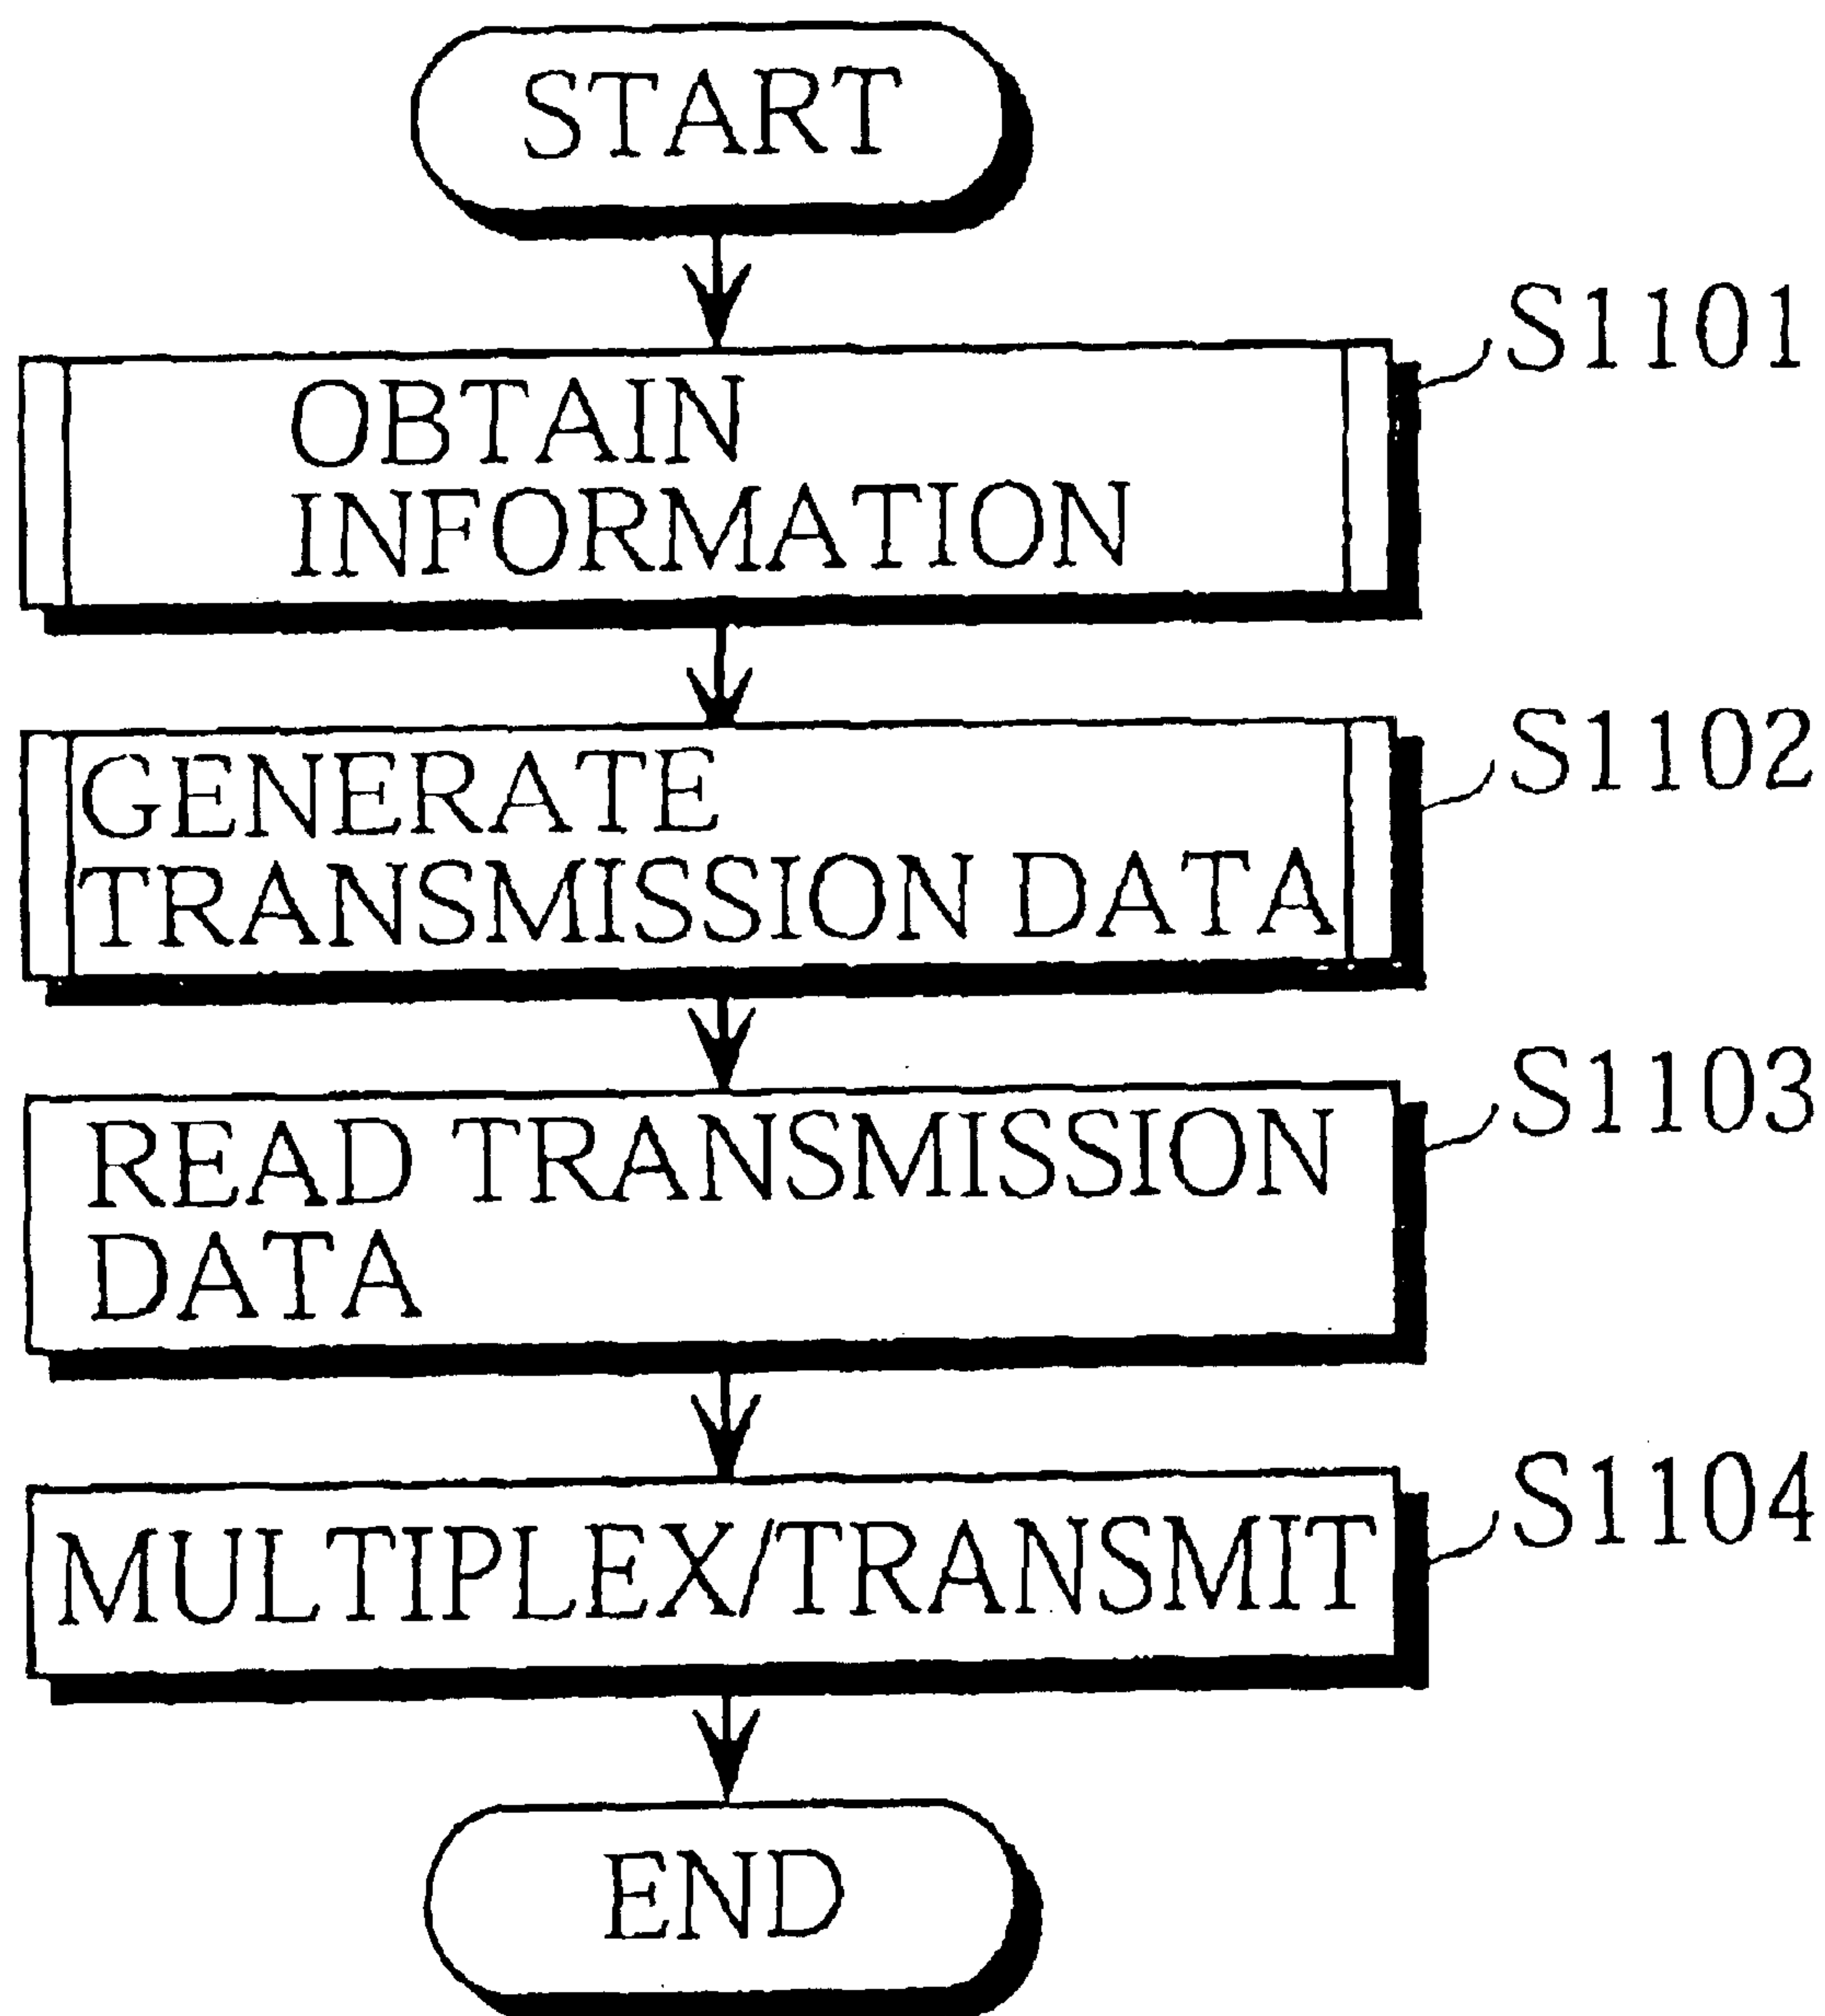 START
S1101
OBTAIN
INFORMATION
S1102
GENERATE
TRANSMISSION DATA
S1103
READ TRANSMISSION
DATA
S1104
MULTIPLEX/TRANSMIT
END